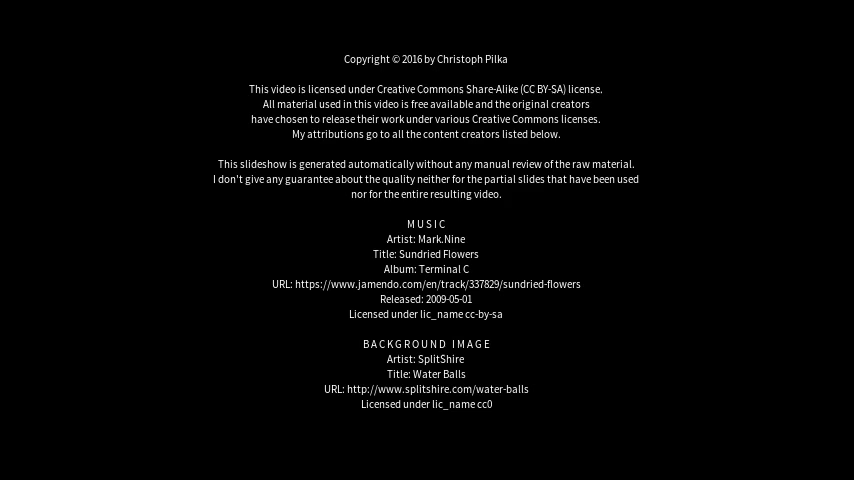 Copyright © 2016 by Christoph Pilka
This video is licensed under Creative Commons Share-Alike (CC BY-SA) license.
All material used in this video is free available and the original creators
have chosen to release their work under various Creative Commons licenses.
My attributions go to all the content creators listed below.
This slideshow is generated automatically without any manual review of the raw material.
I don't give any guarantee about the quality neither for the partial slides that have been used
nor for the entire resulting video.
MUSIC
Artist: Mark.Nine
Title: Sundried Flowers
Album: Terminal C
URL: https://www.jamendo.com/en/track/337829/sundried-flowers
Released: 2009-05-01
Licensed under lic_name cc-by-sa
BACKGROUND IMAGE
Artist: SplitShire
Title: Water Balls
URL: http://www.splitshire.com/water-balls
Licensed under lic_name cc0